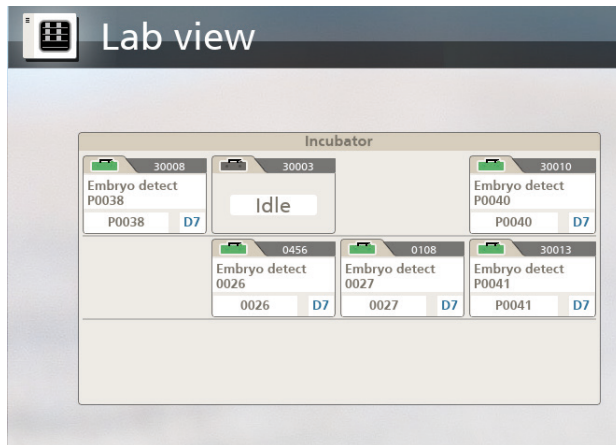 Lab view
Incubator
30008
Embryo detect
P0038
P0038 D7
30003
Idle
30010
Embryo detect
P0040
P0040 D7
0456
Embryo detect
0026
0026 D7
0108
Embryo detect
0027
0027 D7
30013
Embryo detect
P0041
P0041 D7